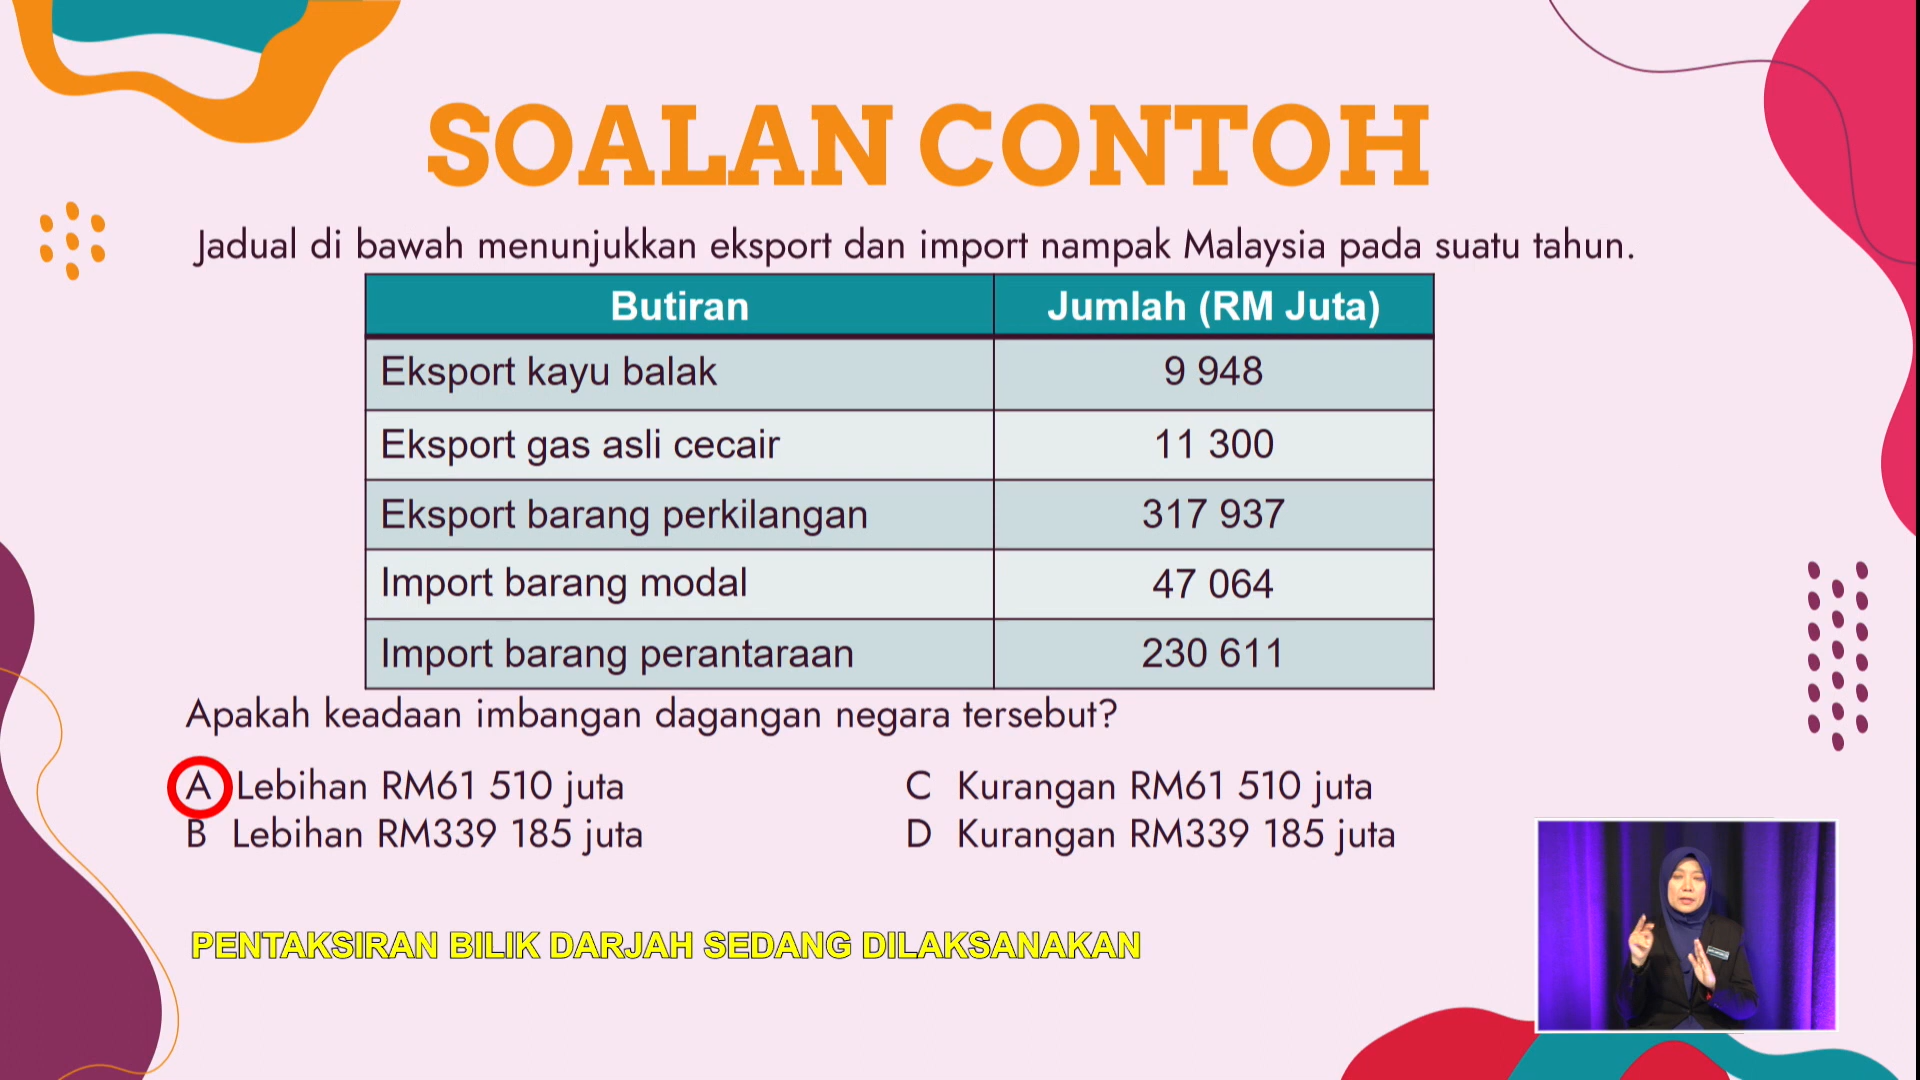 SOALAN CONTOH
Jadual di bawah menunjukkan eksport dan import nampak Malaysia pada suatu tahun.
Butiran Jumlah (RM Juta)
Eksport kayu balak 9 948
Eksport gas asli cecair 11 300
Eksport barang perkilangan 317 937
Import barang modal 47 064
Import barang perantaraan 230 611
Apakah keadaan imbangan dagangan negara tersebut?
A Lebihan RM61 510 juta C Kurangan RM61 510 juta
B Lebihan RM339 185 juta D Kurangan RM339 185 juta
PENTAKSIRAN BILIK DARJAH SEDANG DILAKSANAKAN